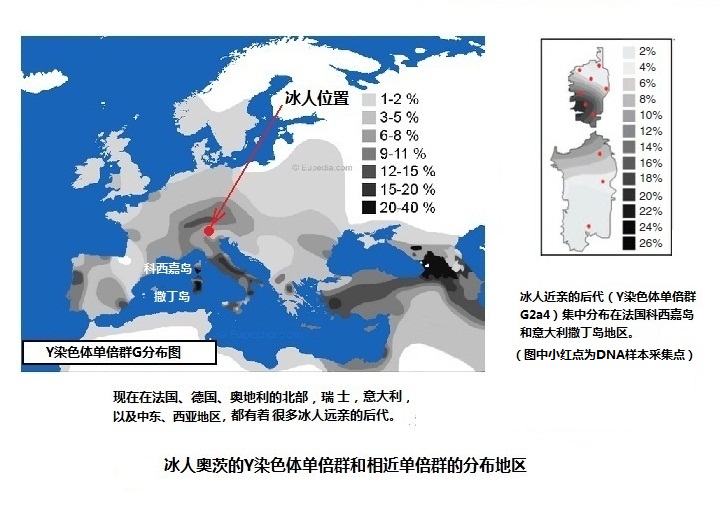 冰人位置
1-2 %
3-5 %
6-8 %
9-11 %
12-15 %
15-20 %
20-40 %
© Eupedia.com
科西嘉岛
撒丁岛
© Eupedia.com
Y染色体单倍群G分布图
2%
4%
6%
8%
10%
12%
14%
16%
18%
20%
22%
24%
26%
冰人近亲的后代（Y染色体单倍群
G2a4）集中分布在法国科西嘉岛
和意大利撒丁岛地区。
（图中小红点为DNA样本采集点）
现在在法国、德国、奥地利的北部，瑞 士，意大利，
以及中东、西亚地区，都有着 很多冰人远亲的后代。
冰人奥茨的Y染色体单倍群和相近单倍群的分布地区